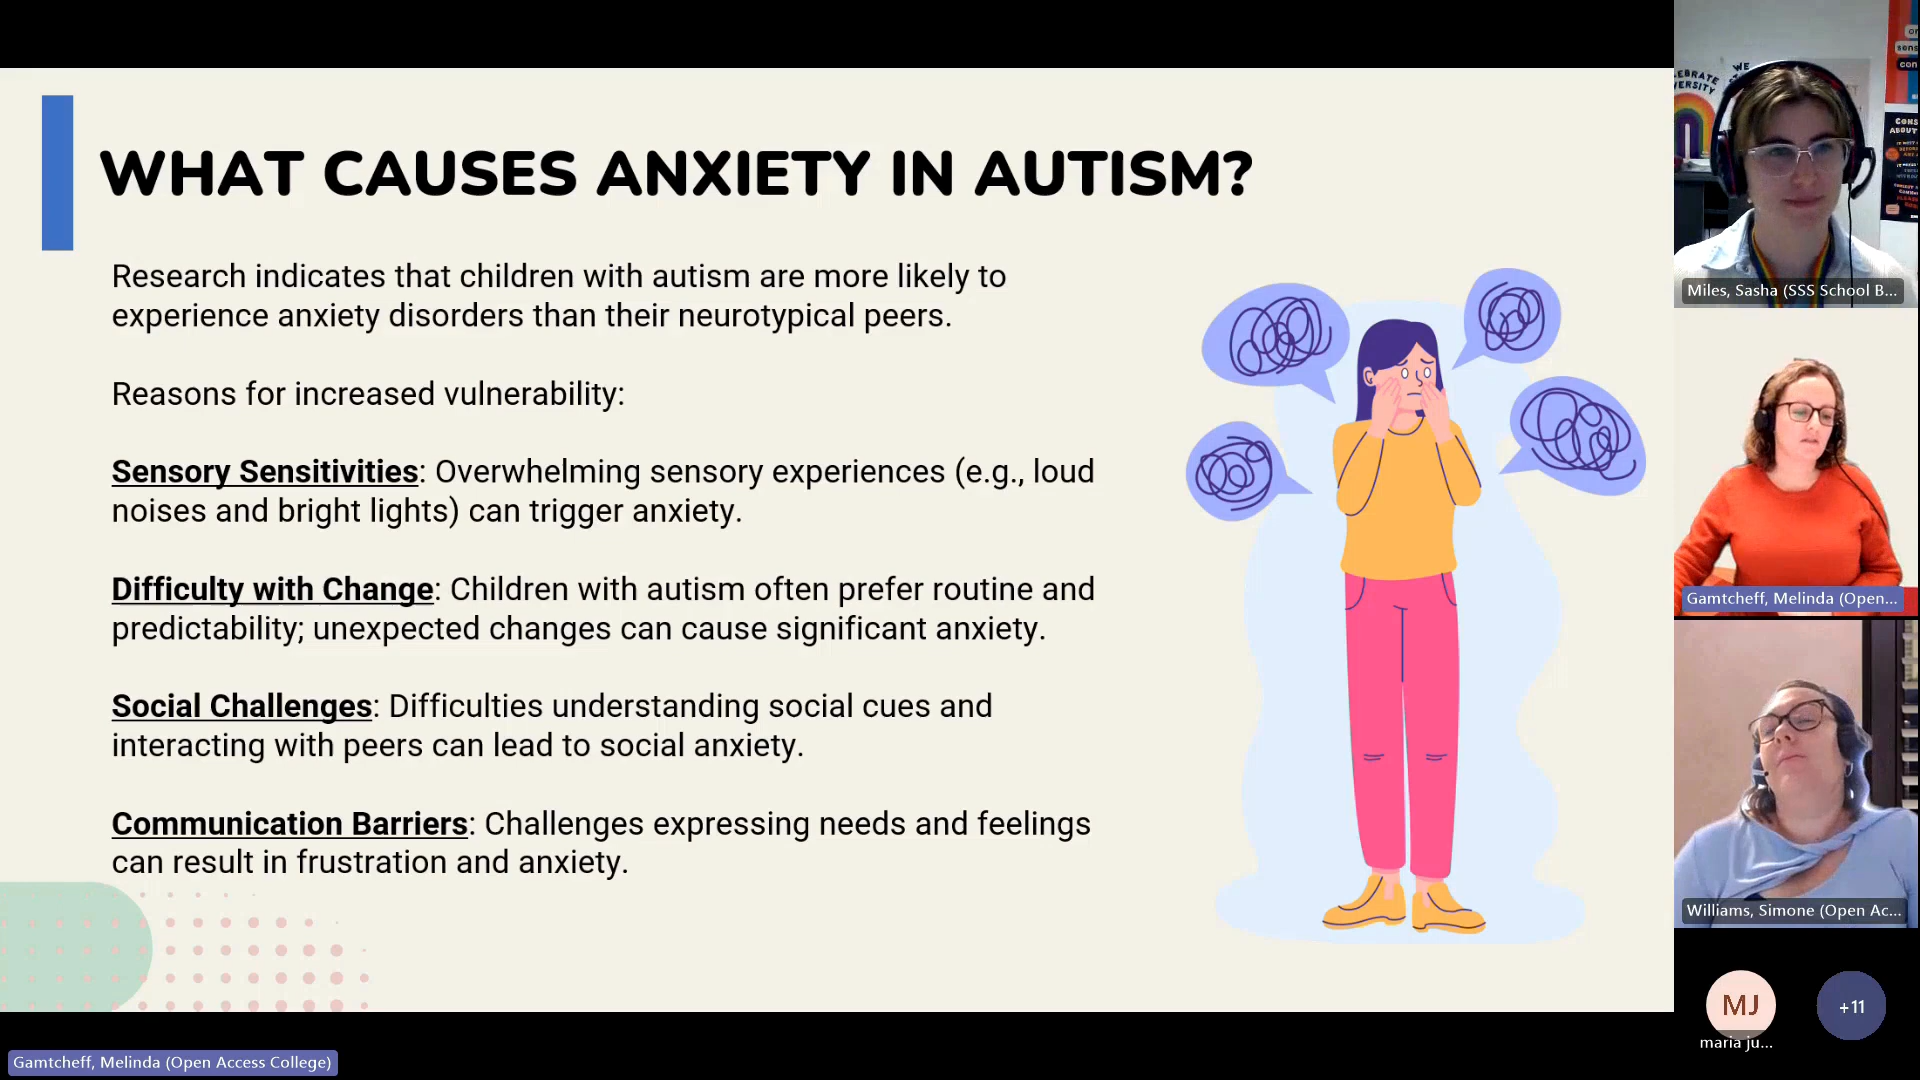 WHAT CAUSES ANXIETY IN AUTISM?
Research indicates that children with autism are more likely to
experience anxiety disorders than their neurotypical peers.
Reasons for increased vulnerability:
Sensory Sensitivities: Overwhelming sensory experiences (e.g., loud
noises and bright lights) can trigger anxiety.
Difficulty with Change: Children with autism often prefer routine and
predictability; unexpected changes can cause significant anxiety.
Social Challenges: Difficulties understanding social cues and
interacting with peers can lead to social anxiety.
Communication Barriers: Challenges expressing needs and feelings
can result in frustration and anxiety.
Gamtcheff, Melinda (Open Access College)
WE
CONS
ABOUT
Miles, Sasha (SSS School B...
Gamtcheff, Melinda (Open...
Williams, Simone (Open Ac...
MJ
maria ju...
+11